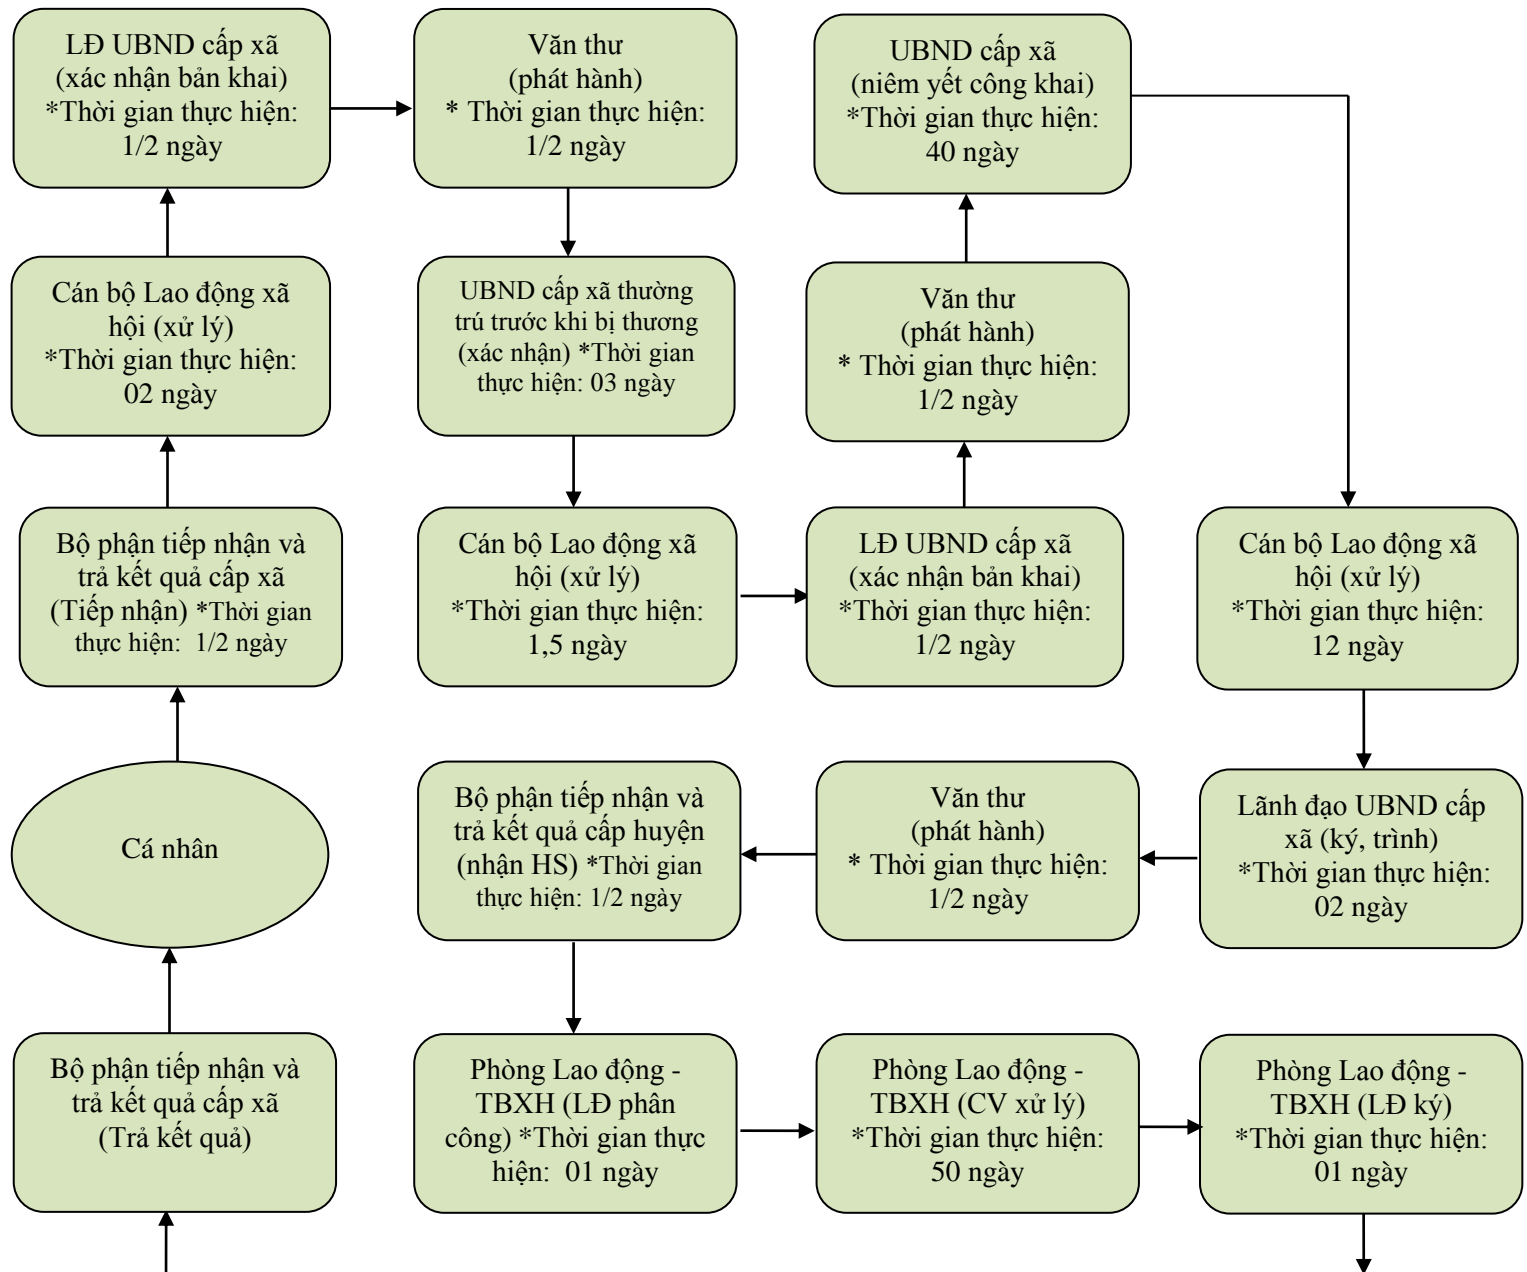 LĐ UBND cấp xã
(xác nhận bản khai)
*Thời gian thực hiện:
1/2 ngày
Văn thư
(phát hành)
* Thời gian thực hiện:
1/2 ngày
UBND cấp xã
(niêm yết công khai)
*Thời gian thực hiện:
40 ngày
Cán bộ Lao động xã
hội (xử lý)
*Thời gian thực hiện:
02 ngày
UBND cấp xã thường
trú trước khi bị thương
(xác nhận) *Thời gian
thực hiện: 03 ngày
Văn thư
(phát hành)
* Thời gian thực hiện:
1/2 ngày
Bộ phận tiếp nhận và
trả kết quả cấp xã
(Tiếp nhận) *Thời gian
thực hiện: 1/2 ngày
Cán bộ Lao động xã
hội (xử lý)
*Thời gian thực hiện:
1,5 ngày
LĐ UBND cấp xã
(xác nhận bản khai)
*Thời gian thực hiện:
1/2 ngày
Cán bộ Lao động xã
hội (xử lý)
*Thời gian thực hiện:
12 ngày
Cá nhân
Bộ phận tiếp nhận và
trả kết quả cấp huyện
(nhận HS) *Thời gian
thực hiện: 1/2 ngày
Văn thư
(phát hành)
* Thời gian thực hiện:
1/2 ngày
Lãnh đạo UBND cấp
xã (ký, trình)
*Thời gian thực hiện:
02 ngày
Bộ phận tiếp nhận và
trả kết quả cấp xã
(Trả kết quả)
Phòng Lao động -
TBXH (LĐ phân
công) *Thời gian thực
hiện: 01 ngày
Phòng Lao động -
TBXH (CV xử lý)
*Thời gian thực hiện:
50 ngày
Phòng Lao động -
TBXH (LĐ ký)
*Thời gian thực hiện:
01 ngày